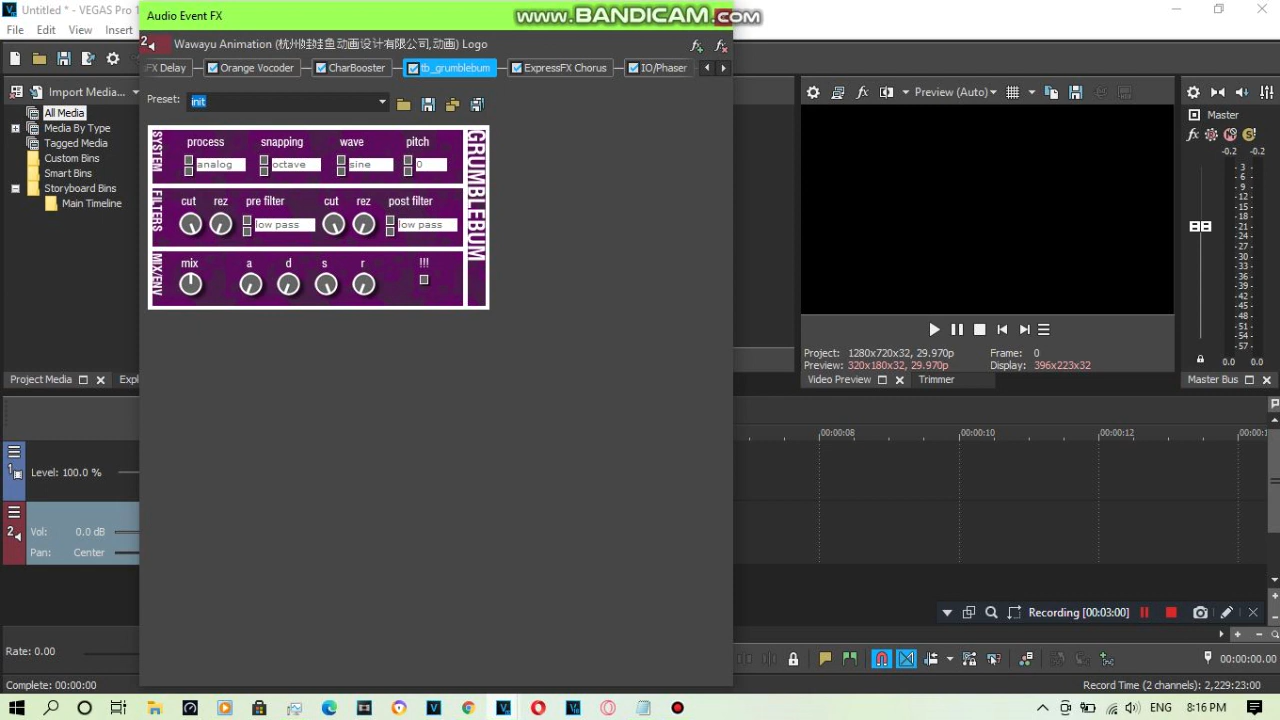 Untitled * - VEGAS Pro 1
Audio Event FX
www.BANDICAM.com
File
Edit
View
Insert
Wawayu Animation (杭州蛙蛙鱼动画设计有限公司,动画) Logo
FX Delay
Orange Vocoder
CharBooster
tb_grumblebum
ExpressFX Chorus
IO/Phaser
Preset:
init
Import Media...
All Media
Media By Type
Tagged Media
Custom Bins
Smart Bins
Storyboard Bins
Main Timeline
SYSTEM
process
snapping
wave
pitch
analog
octave
sine
0
GRUMBLEBUM
FILTERS
cut
rez
pre filter
cut
rez
post filter
low pass
low pass
MIX/ENV
mix
a
d
s
r
!!!
Preview (Auto)
Project: 1280x720x32, 29.970p
Frame: 0
Preview: 320x180x32, 29.970p
Display: 396x223x32
Video Preview
Trimmer
Master
fx
-0.2
-0.2
3
6
9
12
15
18
21
24
27
30
33
36
39
42
45
48
51
54
57
0.0
0.0
Master Bus
Project Media
Expl
00:00:08
00:00:10
00:00:12
00:00:1
1
Level: 100.0 %
2
Vol: 0.0 dB
Pan: Center
Recording [00:03:00]
Rate: 0.00
00:00:00.00
Complete: 00:00:00
Record Time (2 channels): 2,229:23:00
ENG
8:16 PM